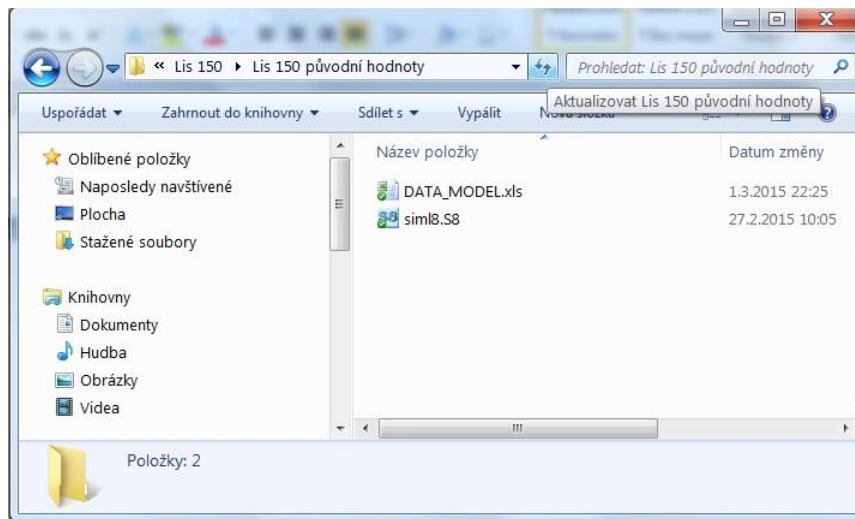 « Lis 150 ▸ Lis 150 původní hodnoty
Prohledat: Lis 150 původní hodnoty
Aktualizovat Lis 150 původní hodnoty
Uspořádat
Zahrnout do knihovny
Sdílet s
Vypálit
Nová složka
Oblíbené položky
Naposledy navštívené
Plocha
Stažené soubory
Knihovny
Dokumenty
Hudba
Obrázky
Videa
Název položky
Datum změny
DATA_MODEL.xls
1.3.2015 22:25
siml8.S8
27.2.2015 10:05
Položky: 2